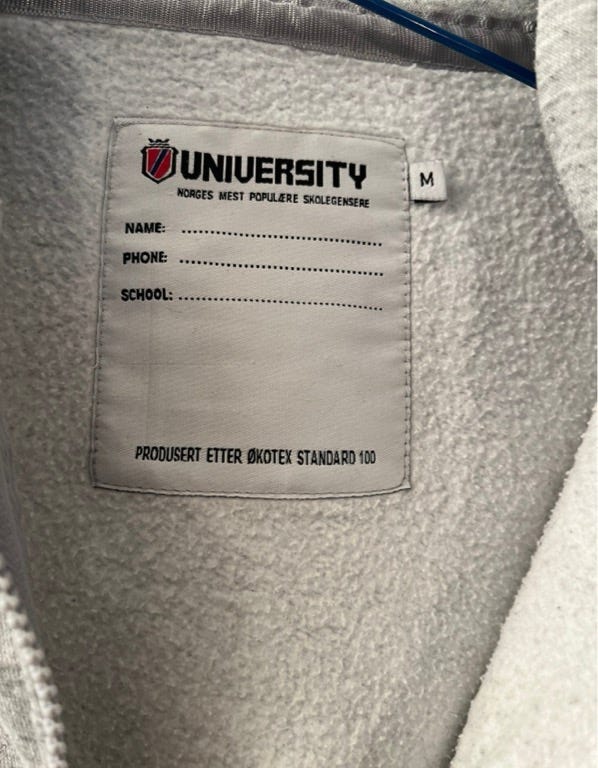 UNIVERSITY
NORGES MEST POPULÆRE SKOLEGENSERE
M
NAME: ........................................
PHONE: ........................................
SCHOOL: ........................................
PRODUSERT ETTER ØKOTEX STANDARD 100